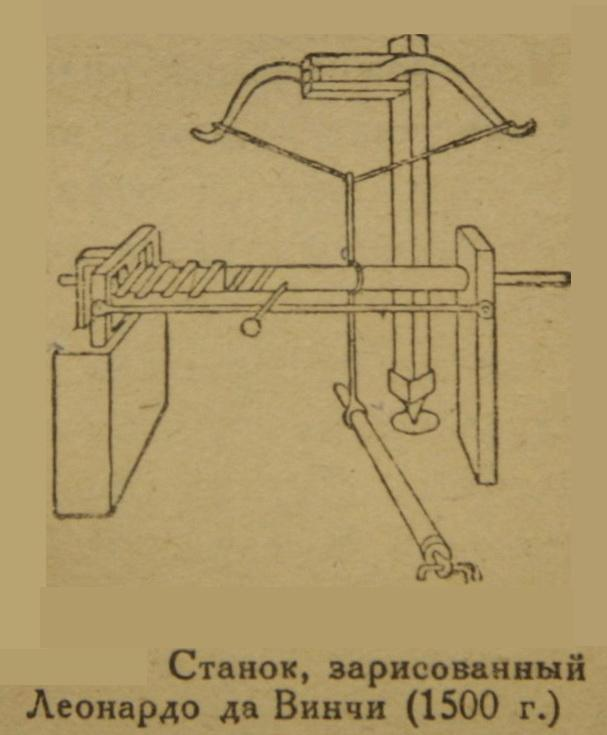 Станок, зарисованный
Леонардо да Винчи (1500 г.)